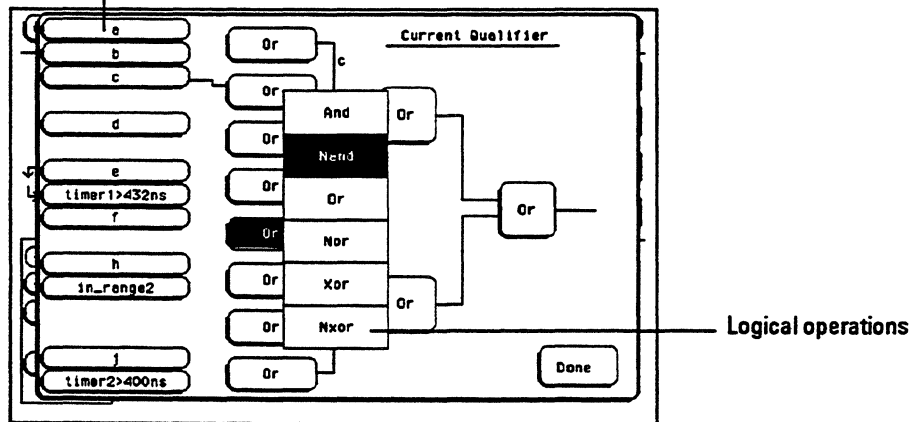 Current Qualifier
a
b
c
d
e
timer1>432ns
f
h
in_range2
j
timer2>400ns
Or
c
Or
Or
Or
Or
Or
Or
Or
And
Nand
Or
Nor
Xor
Nxor
Or
Or
Or
Done
Logical operations